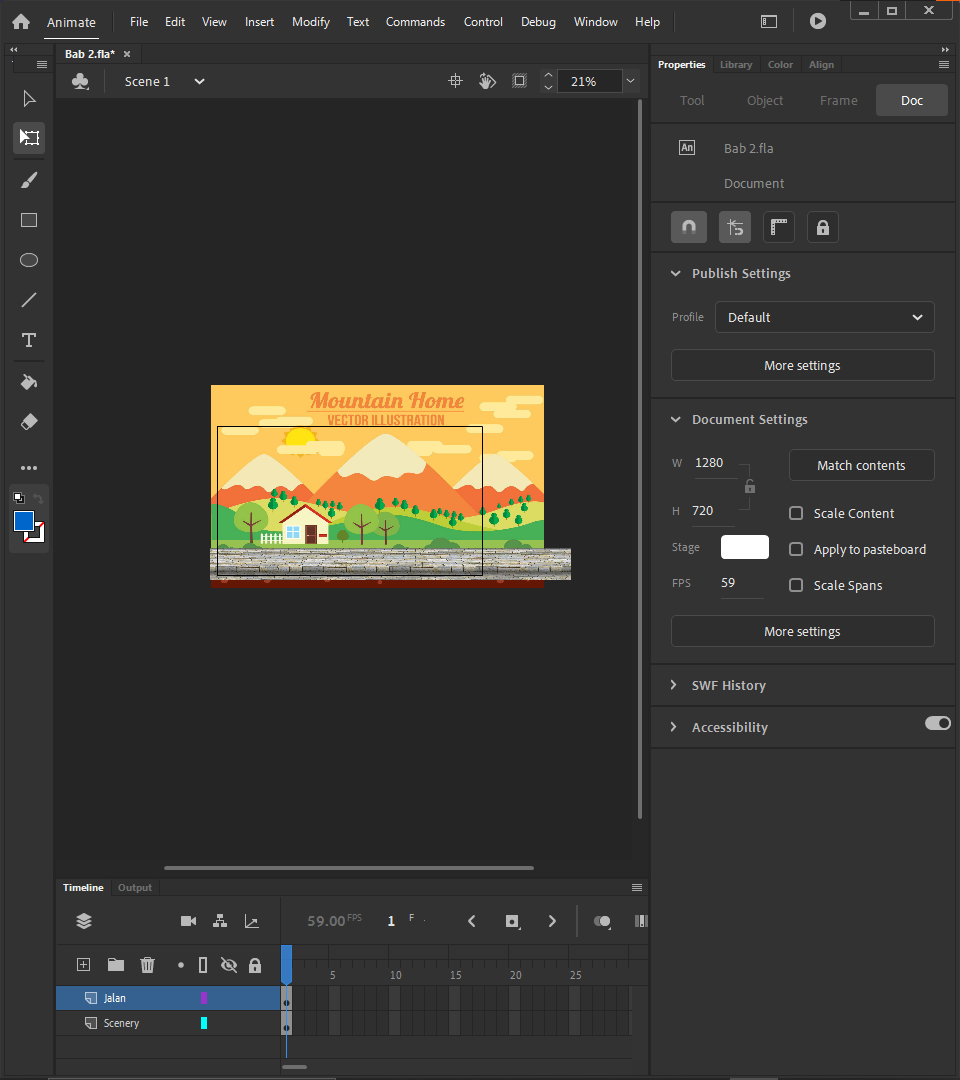 Animate File Edit View Insert Modify Text Commands Control Debug Window Help
Bab 2.fla*
Scene 1 21%
Mountain Home
VECTOR ILLUSTRATION
Properties Library Color Align
Tool Object Frame Doc
An Bab 2.fla
Document
Publish Settings
Profile Default
More settings
Document Settings
W 1280 Match contents
H 720 Scale Content
Stage Apply to pasteboard
FPS 59 Scale Spans
More settings
SWF History
Accessibility
Timeline Output
59.00 FPS 1 F
5 10 15 20 25
Jalan
Scenery